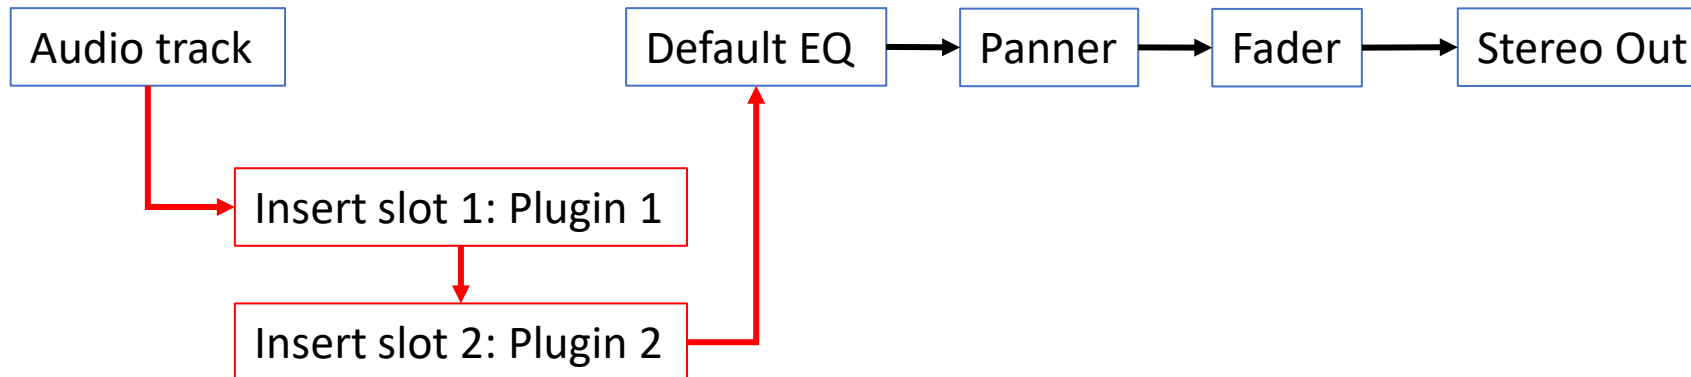 Audio track
Default EQ
Panner
Fader
Stereo Out
Insert slot 1: Plugin 1
Insert slot 2: Plugin 2